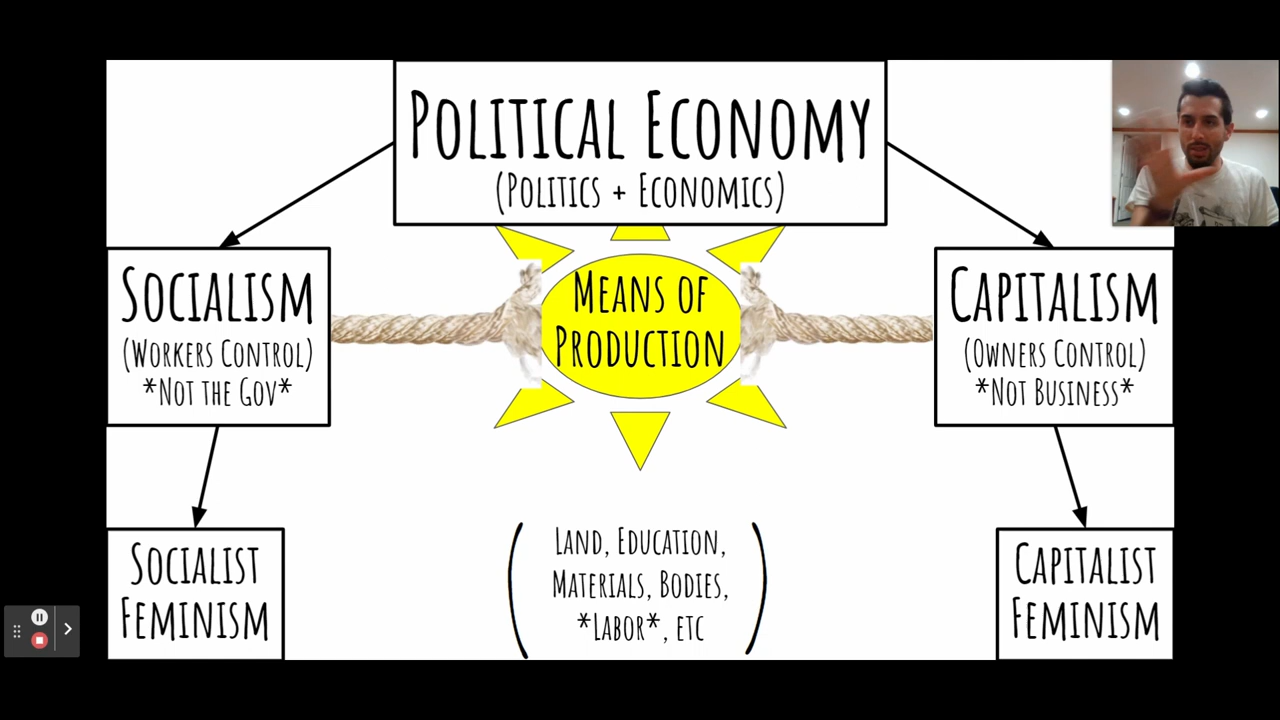 POLITICAL ECONOMY
(POLITICS + ECONOMICS)
SOCIALISM
(WORKERS CONTROL)
*NOT THE GOV*
MEANS OF
PRODUCTION
CAPITALISM
(OWNERS CONTROL)
*NOT BUSINESS*
SOCIALIST
FEMINISM
(LAND, EDUCATION,
MATERIALS, BODIES,
*LABOR*, ETC)
CAPITALIST
FEMINISM